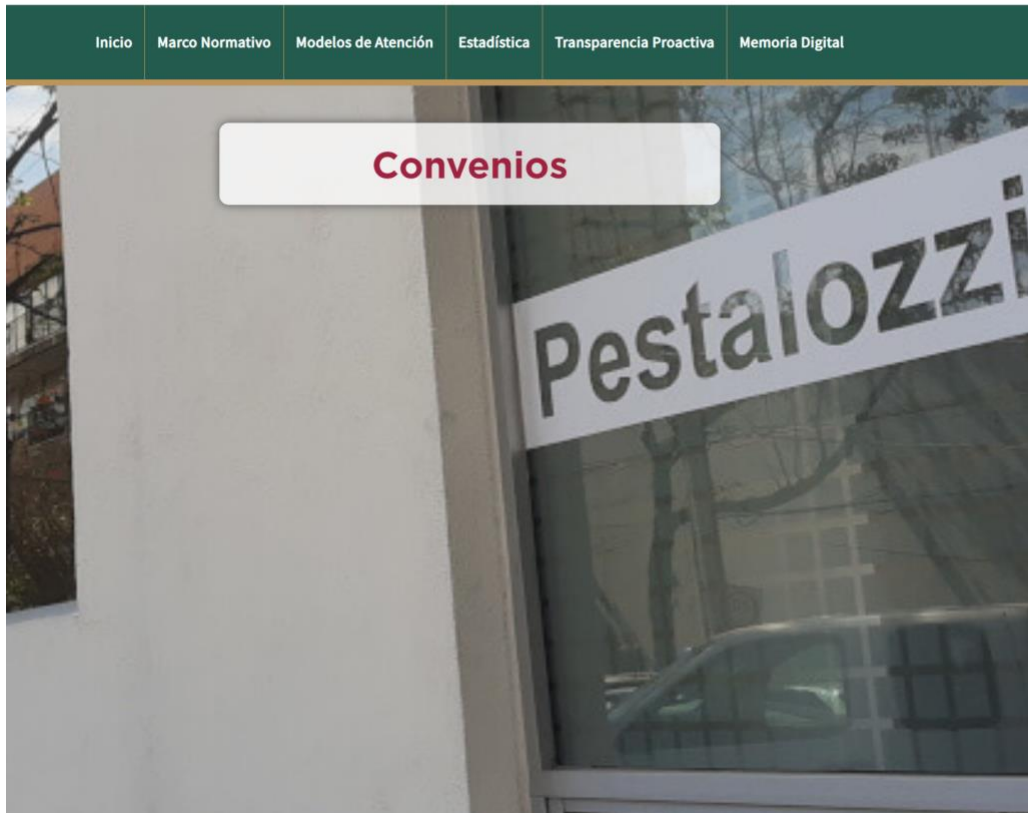 Inicio Marco Normativo Modelos de Atención Estadística Transparencia Proactiva Memoria Digital
Convenios
Pestalozzi